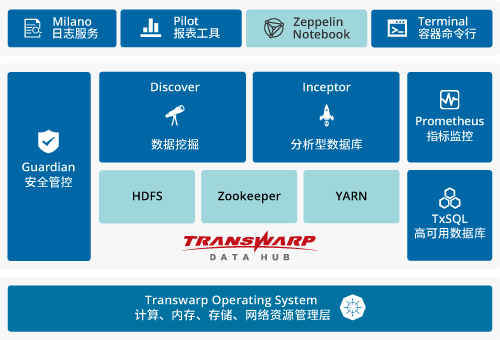 Milano
日志服务
Pilot
报表工具
Zeppelin
Notebook
Terminal
容器命令行
Guardian
安全管控
Discover
数据挖掘
Inceptor
分析型数据库
Prometheus
指标监控
HDFS
Zookeeper
YARN
TxSQL
高可用数据库
TRANSWARP
DATA HUB
Transwarp Operating System
计算、内存、存储、网络资源管理层